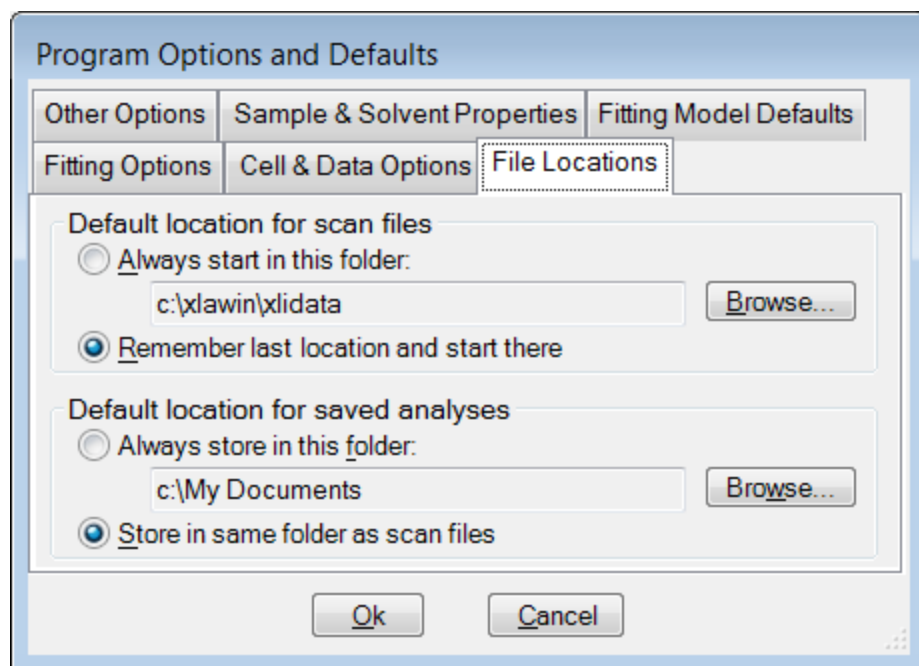 Program Options and Defaults
Other Options
Sample & Solvent Properties
Fitting Model Defaults
Fitting Options
Cell & Data Options
File Locations
Default location for scan files
Always start in this folder:
c:\xlawin\xlidata
Browse...
Remember last location and start there
Default location for saved analyses
Always store in this folder:
c:\My Documents
Browse...
Store in same folder as scan files
Ok
Cancel